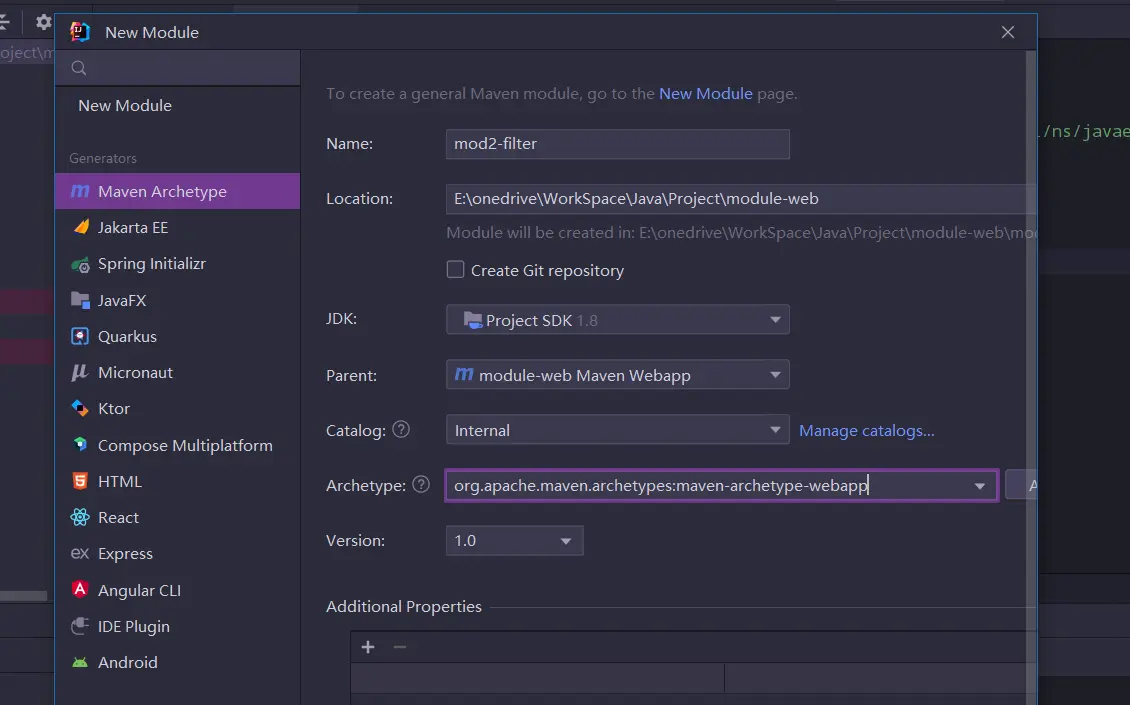 New Module
oject\m
New Module
To create a general Maven module, go to the New Module page.
Generators
Maven Archetype
Jakarta EE
Spring Initializr
JavaFX
Quarkus
Micronaut
Ktor
Compose Multiplatform
HTML
React
Express
Angular CLI
IDE Plugin
Android
Name:
mod2-filter
Location:
E:\onedrive\WorkSpace\Java\Project\module-web
Module will be created in: E:\onedrive\WorkSpace\Java\Project\module-web\mo
Create Git repository
JDK:
Project SDK 1.8
Parent:
module-web Maven Webapp
Catalog:
Internal
Manage catalogs...
Archetype:
org.apache.maven.archetypes:maven-archetype-webapp
A
Version:
1.0
Additional Properties
/ns/javae